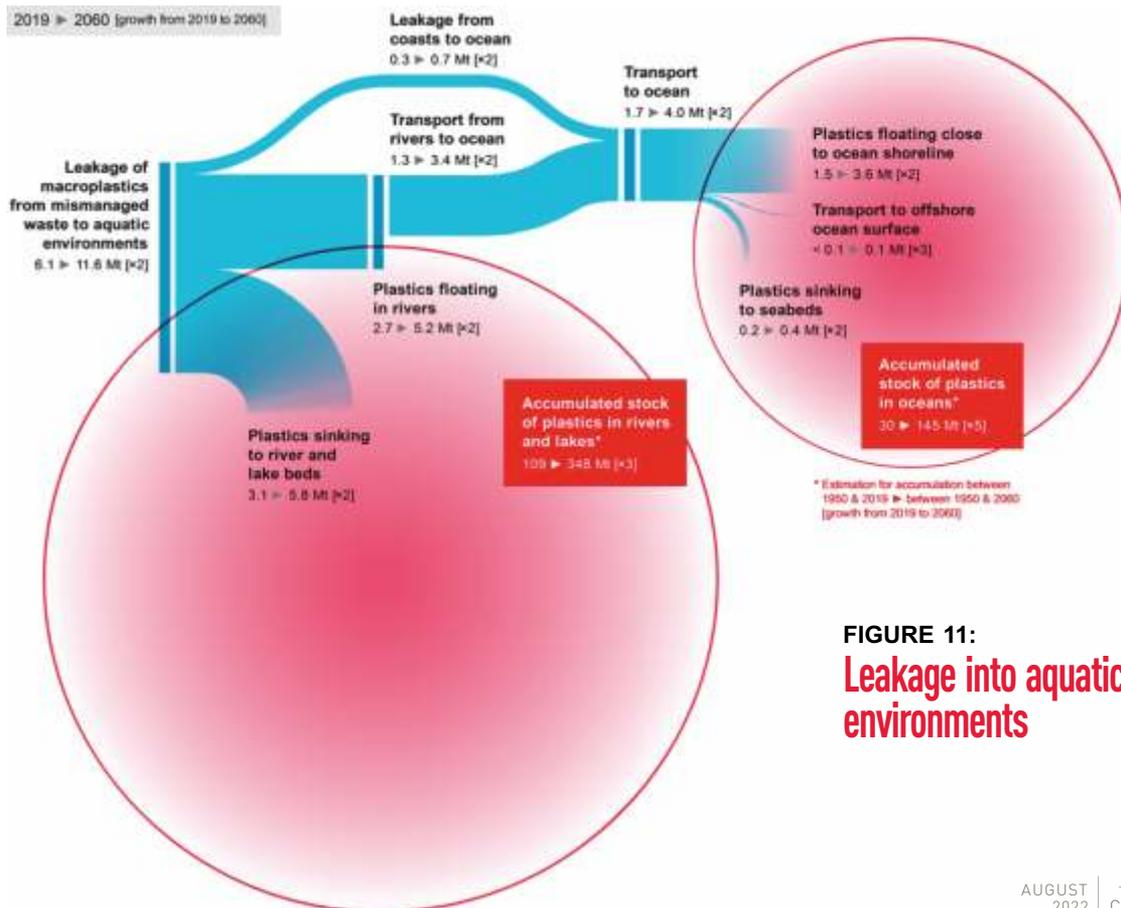 2019 ► 2060 [growth from 2019 to 2060]
Leakage from
coasts to ocean
0.3 ► 0.7 Mt [×2]
Transport
to ocean
1.7 ► 4.0 Mt [×2]
Transport from
rivers to ocean
1.3 ► 3.4 Mt [×2]
Leakage of
macroplastics
from mismanaged
waste to aquatic
environments
6.1 ► 11.6 Mt [×2]
Plastics floating close
to ocean shoreline
1.5 ► 3.6 Mt [×2]
Transport to offshore
ocean surface
< 0.1 ► 0.1 Mt [×3]
Plastics floating
in rivers
2.7 ► 5.2 Mt [×2]
Plastics sinking
to seabeds
0.2 ► 0.4 Mt [×2]
Accumulated
stock of plastics
in oceans*
30 ► 145 Mt [×5]
Accumulated stock
of plastics in rivers
and lakes*
109 ► 348 Mt [×3]
Plastics sinking
to river and
lake beds
3.1 ► 5.8 Mt [×2]
* Estimation for accumulation between
1950 & 2019 ► between 1950 & 2060
[growth from 2019 to 2060]
FIGURE 11:
Leakage into aquatic
environments
AUGUST
2022